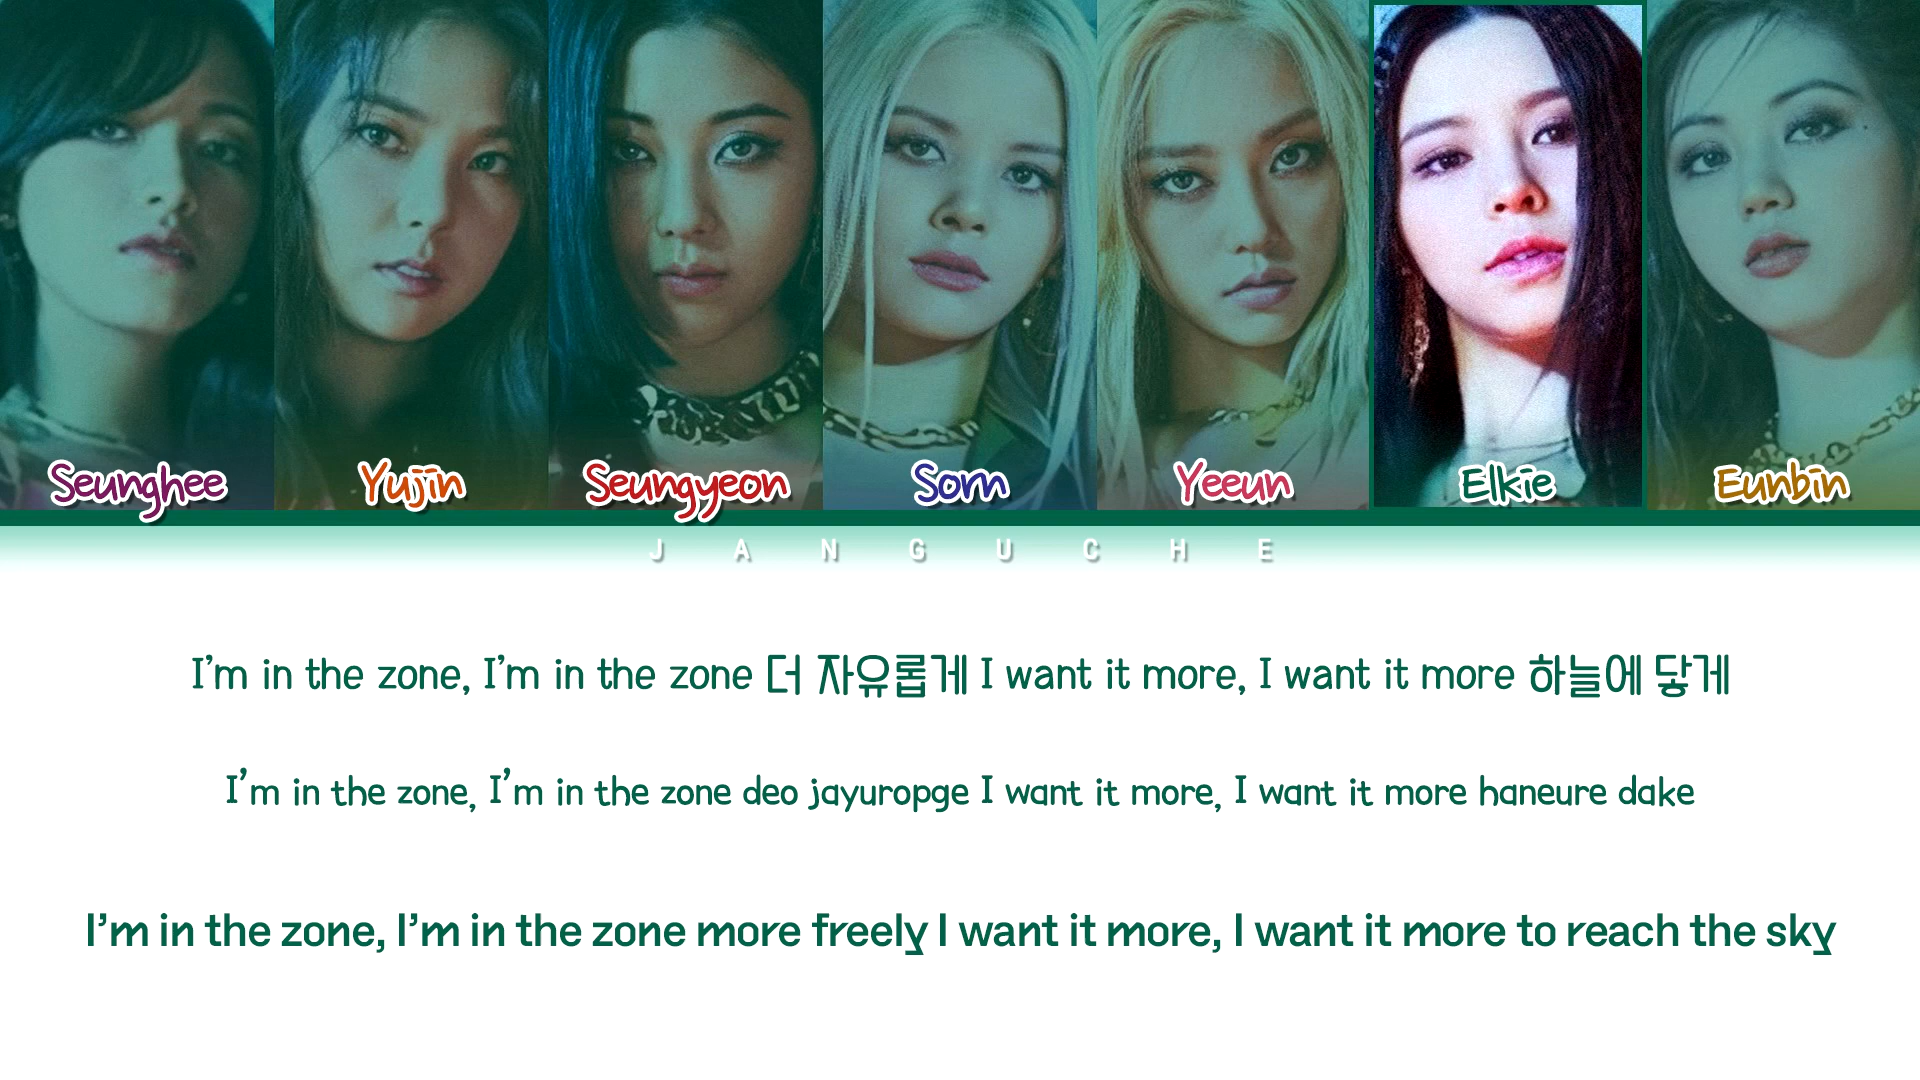 Seunghee Yujin Seungyeon Sorn Yeeun Elkie Eunbin
JANGUCHE
I'm in the zone, I'm in the zone 더 자유롭게 I want it more, I want it more 하늘에 닿게
I'm in the zone, I'm in the zone deo jayuropge I want it more, I want it more haneure dake
I'm in the zone, I'm in the zone more freely I want it more, I want it more to reach the sky